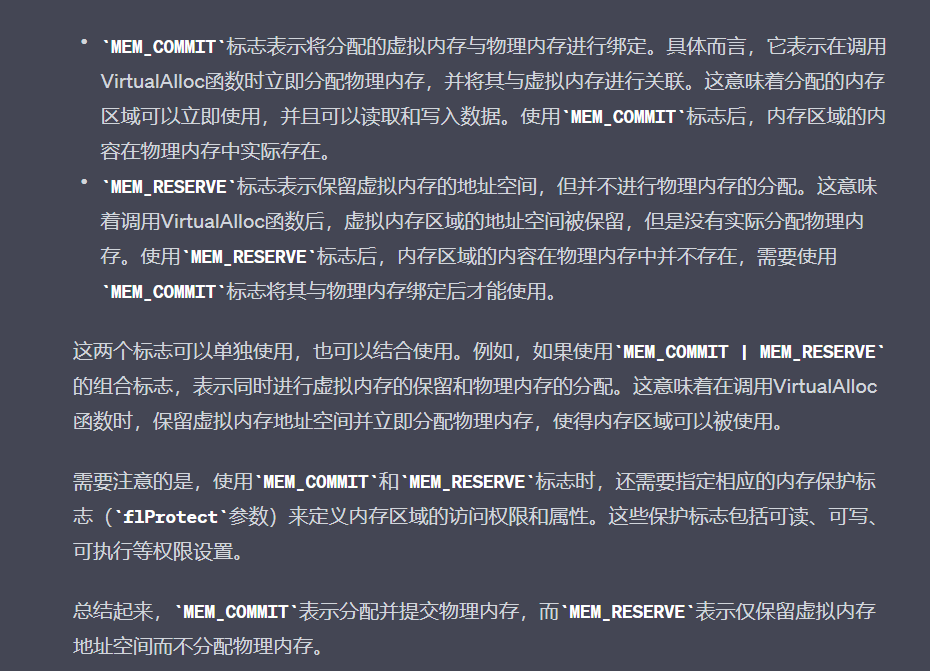 • `MEM_COMMIT`标志表示将分配的虚拟内存与物理内存进行绑定。具体而言，它表示在调用
VirtualAlloc函数时立即分配物理内存，并将其与虚拟内存进行关联。这意味着分配的内存
区域可以立即使用，并且可以读取和写入数据。使用`MEM_COMMIT`标志后，内存区域的内
容在物理内存中实际存在。
• `MEM_RESERVE`标志表示保留虚拟内存的地址空间，但并不进行物理内存的分配。这意味
着调用VirtualAlloc函数后，虚拟内存区域的地址空间被保留，但是没有实际分配物理内
存。使用`MEM_RESERVE`标志后，内存区域的内容在物理内存中并不存在，需要使用
`MEM_COMMIT`标志将其与物理内存绑定后才能使用。
这两个标志可以单独使用，也可以结合使用。例如，如果使用`MEM_COMMIT | MEM_RESERVE`
的组合标志，表示同时进行虚拟内存的保留和物理内存的分配。这意味着在调用VirtualAlloc
函数时，保留虚拟内存地址空间并立即分配物理内存，使得内存区域可以被使用。
需要注意的是，使用`MEM_COMMIT`和`MEM_RESERVE`标志时，还需要指定相应的内存保护标
志（`flProtect`参数）来定义内存区域的访问权限和属性。这些保护标志包括可读、可写、
可执行等权限设置。
总结起来，`MEM_COMMIT`表示分配并提交物理内存，而`MEM_RESERVE`表示仅保留虚拟内存
地址空间而不分配物理内存。